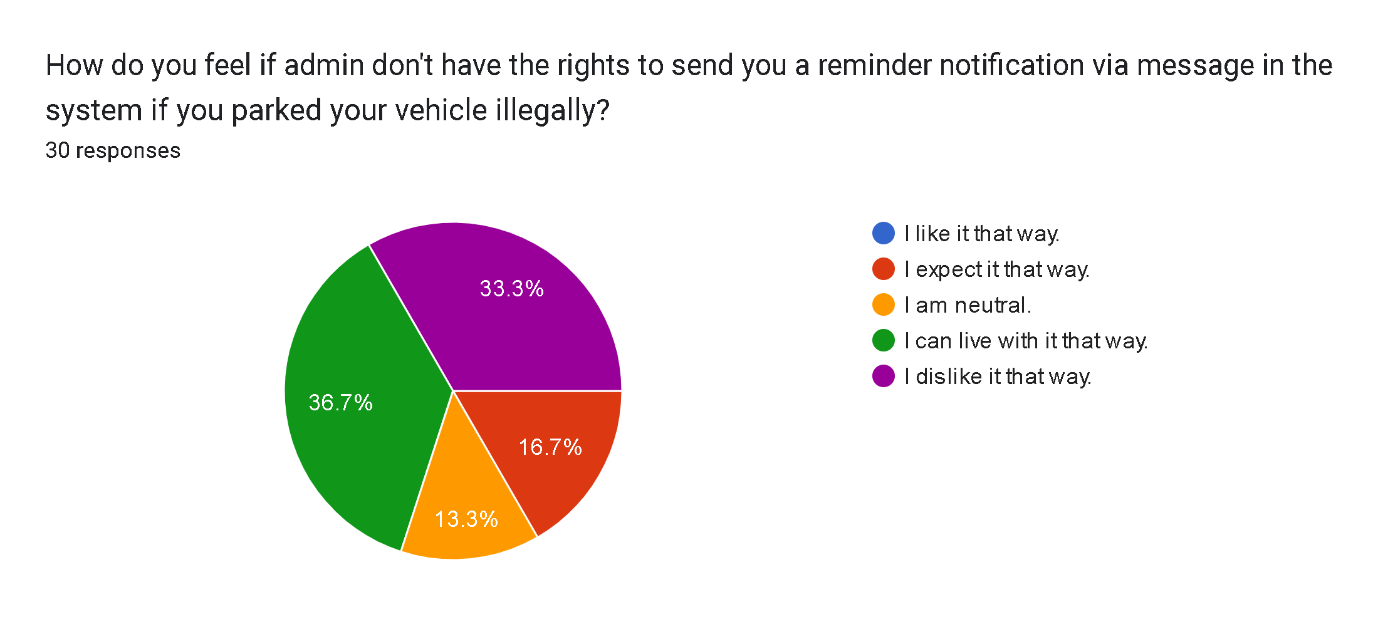 How do you feel if admin don't have the rights to send you a reminder notification via message in the
system if you parked your vehicle illegally?
30 responses
I like it that way.
I expect it that way.
I am neutral.
I can live with it that way.
I dislike it that way.
33.3%
36.7%
16.7%
13.3%